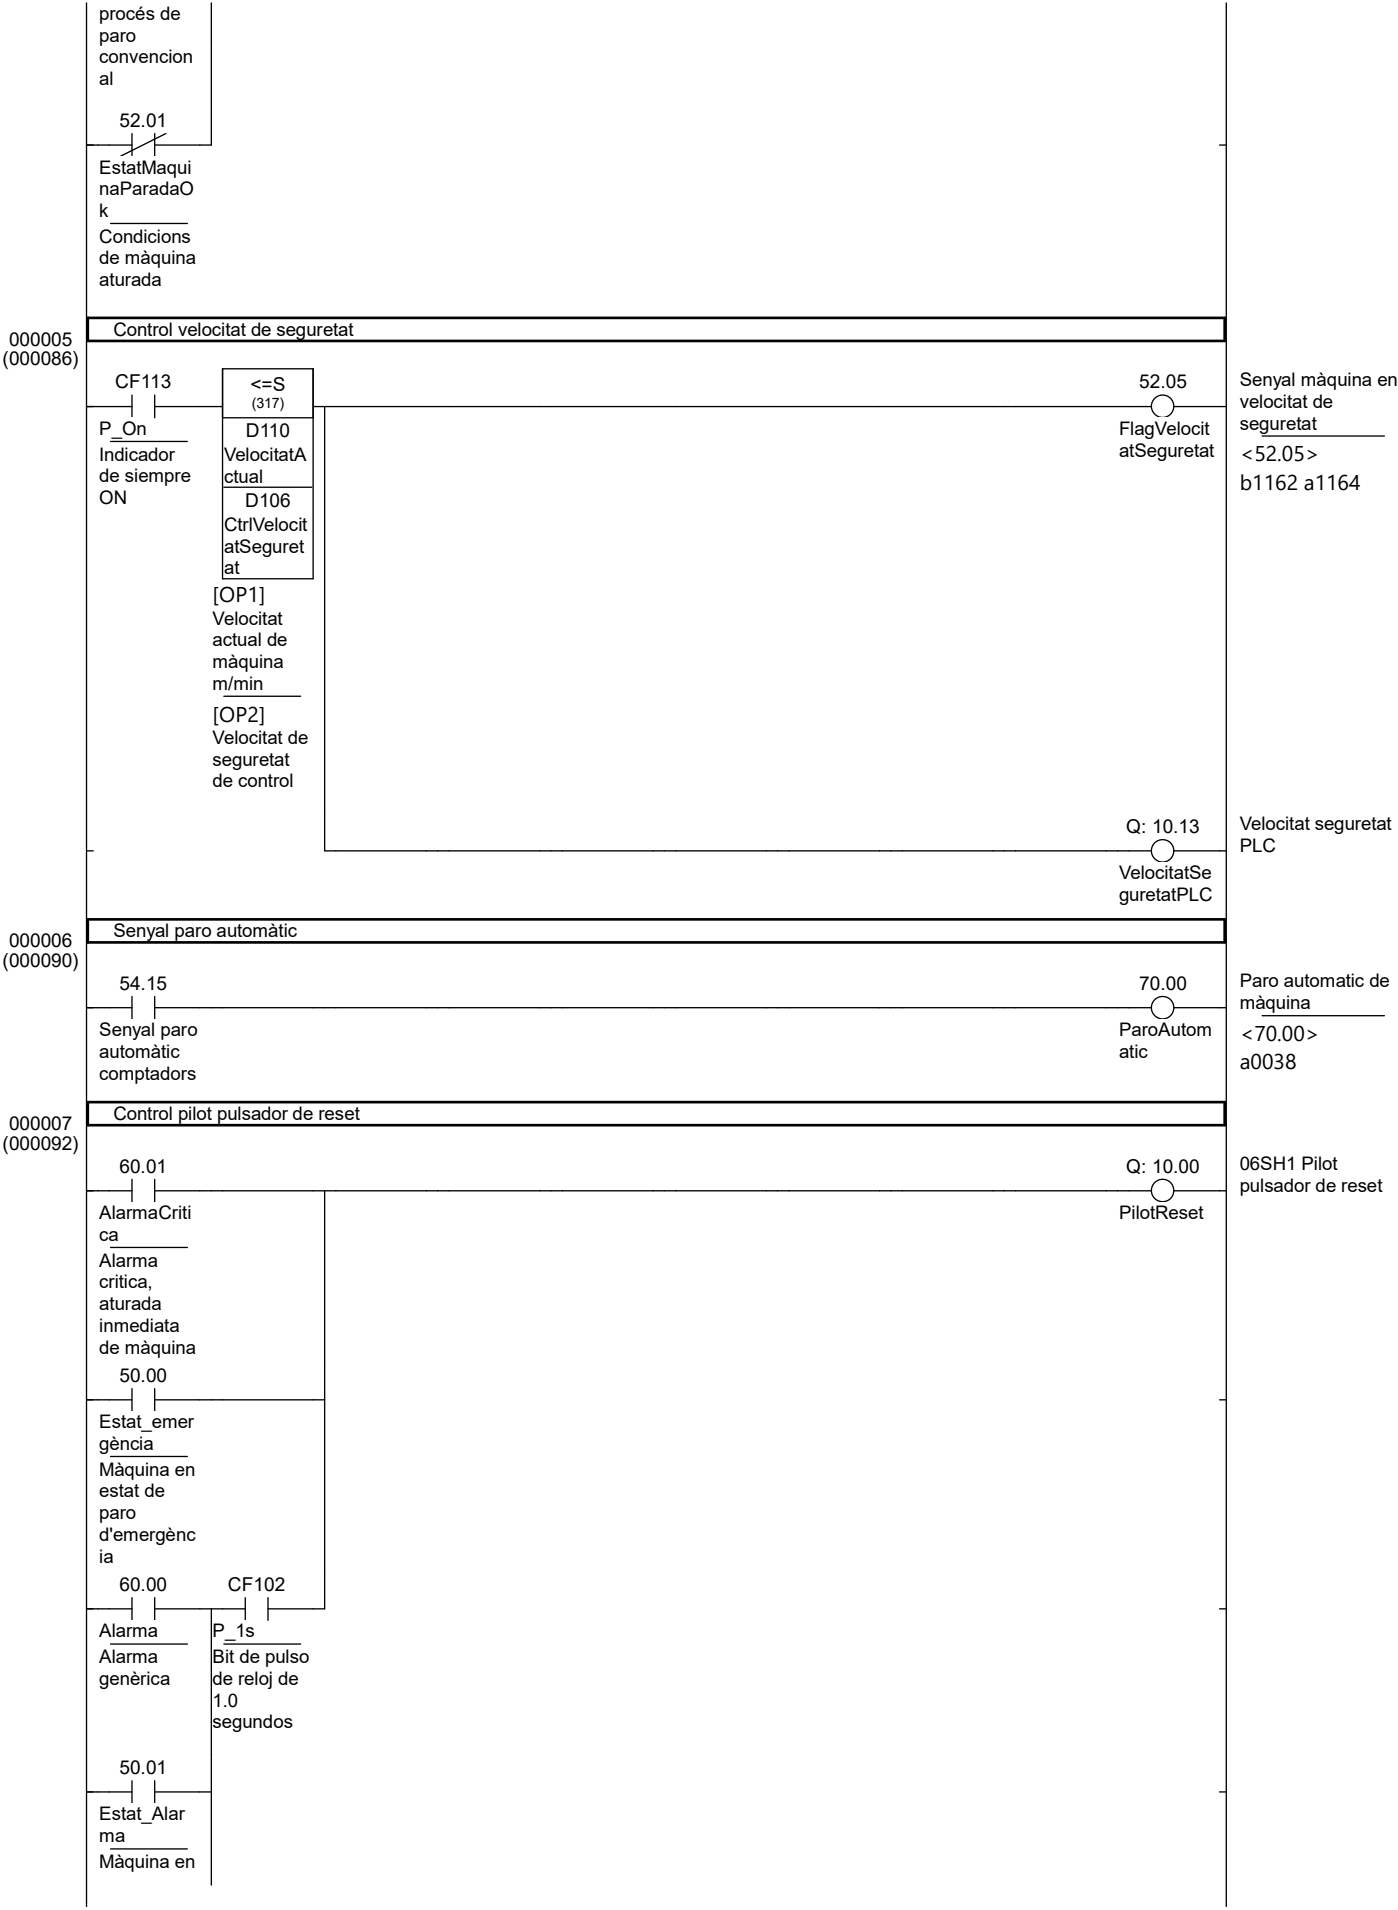 procés de
paro
convencion
al
52.01
EstatMaqui
naParadaO
k
Condicions
de màquina
aturada
000005
(000086)
Control velocitat de seguretat
CF113
P_On
Indicador
de siempre
ON
<=S
(317)
D110
VelocitatA
ctual
D106
CtrlVelocit
atSeguret
at
[OP1]
Velocitat
actual de
màquina
m/min
[OP2]
Velocitat de
seguretat
de control
52.05
FlagVelocit
atSeguretat
Senyal màquina en
velocitat de
seguretat
<52.05>
b1162 a1164
Q: 10.13
VelocitatSe
guretatPLC
Velocitat seguretat
PLC
000006
(000090)
Senyal paro automàtic
54.15
Senyal paro
automàtic
comptadors
70.00
ParoAutom
atic
Paro automatic de
màquina
<70.00>
a0038
000007
(000092)
Control pilot pulsador de reset
60.01
AlarmaCriti
ca
Alarma
critica,
aturada
inmediata
de màquina
Q: 10.00
PilotReset
06SH1 Pilot
pulsador de reset
50.00
Estat_emer
gència
Màquina en
estat de
paro
d'emergènc
ia
60.00
Alarma
Alarma
genèrica
CF102
P_1s
Bit de pulso
de reloj de
1.0
segundos
50.01
Estat_Alar
ma
Màquina en